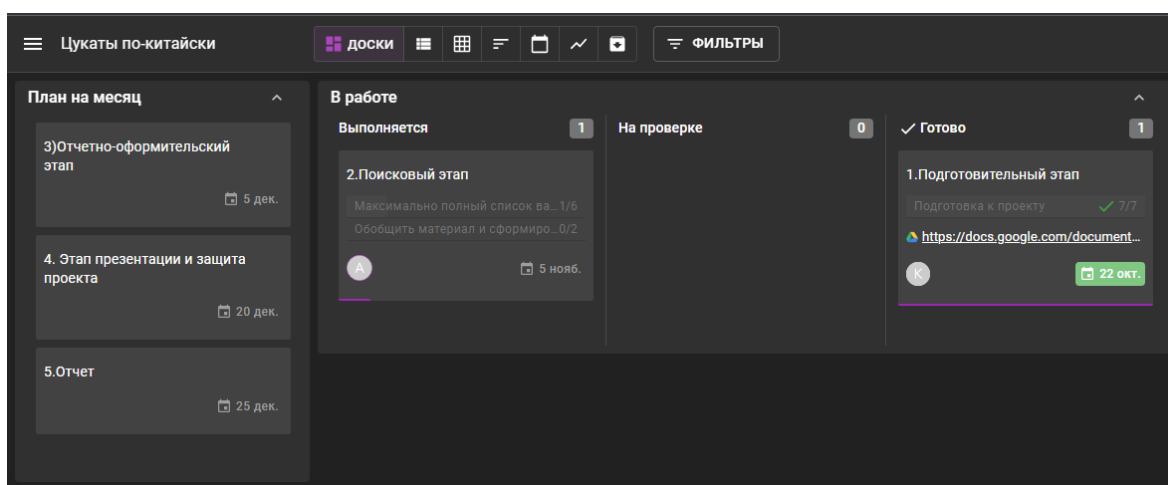 Цукаты по-китайски
доски
ФИЛЬТРЫ
План на месяц
3)Отчетно-оформительский
этап
5 дек.
4. Этап презентации и защита
проекта
20 дек.
5.Отчет
25 дек.
В работе
Выполняется 1
2.Поисковый этап
Максимально полный список ва...1/6
Обобщить материал и сформиро...0/2
А
5 нояб.
На проверке 0
Готово 1
1.Подготовительный этап
Подготовка к проекту 7/7
https://docs.google.com/document...
К
22 окт.